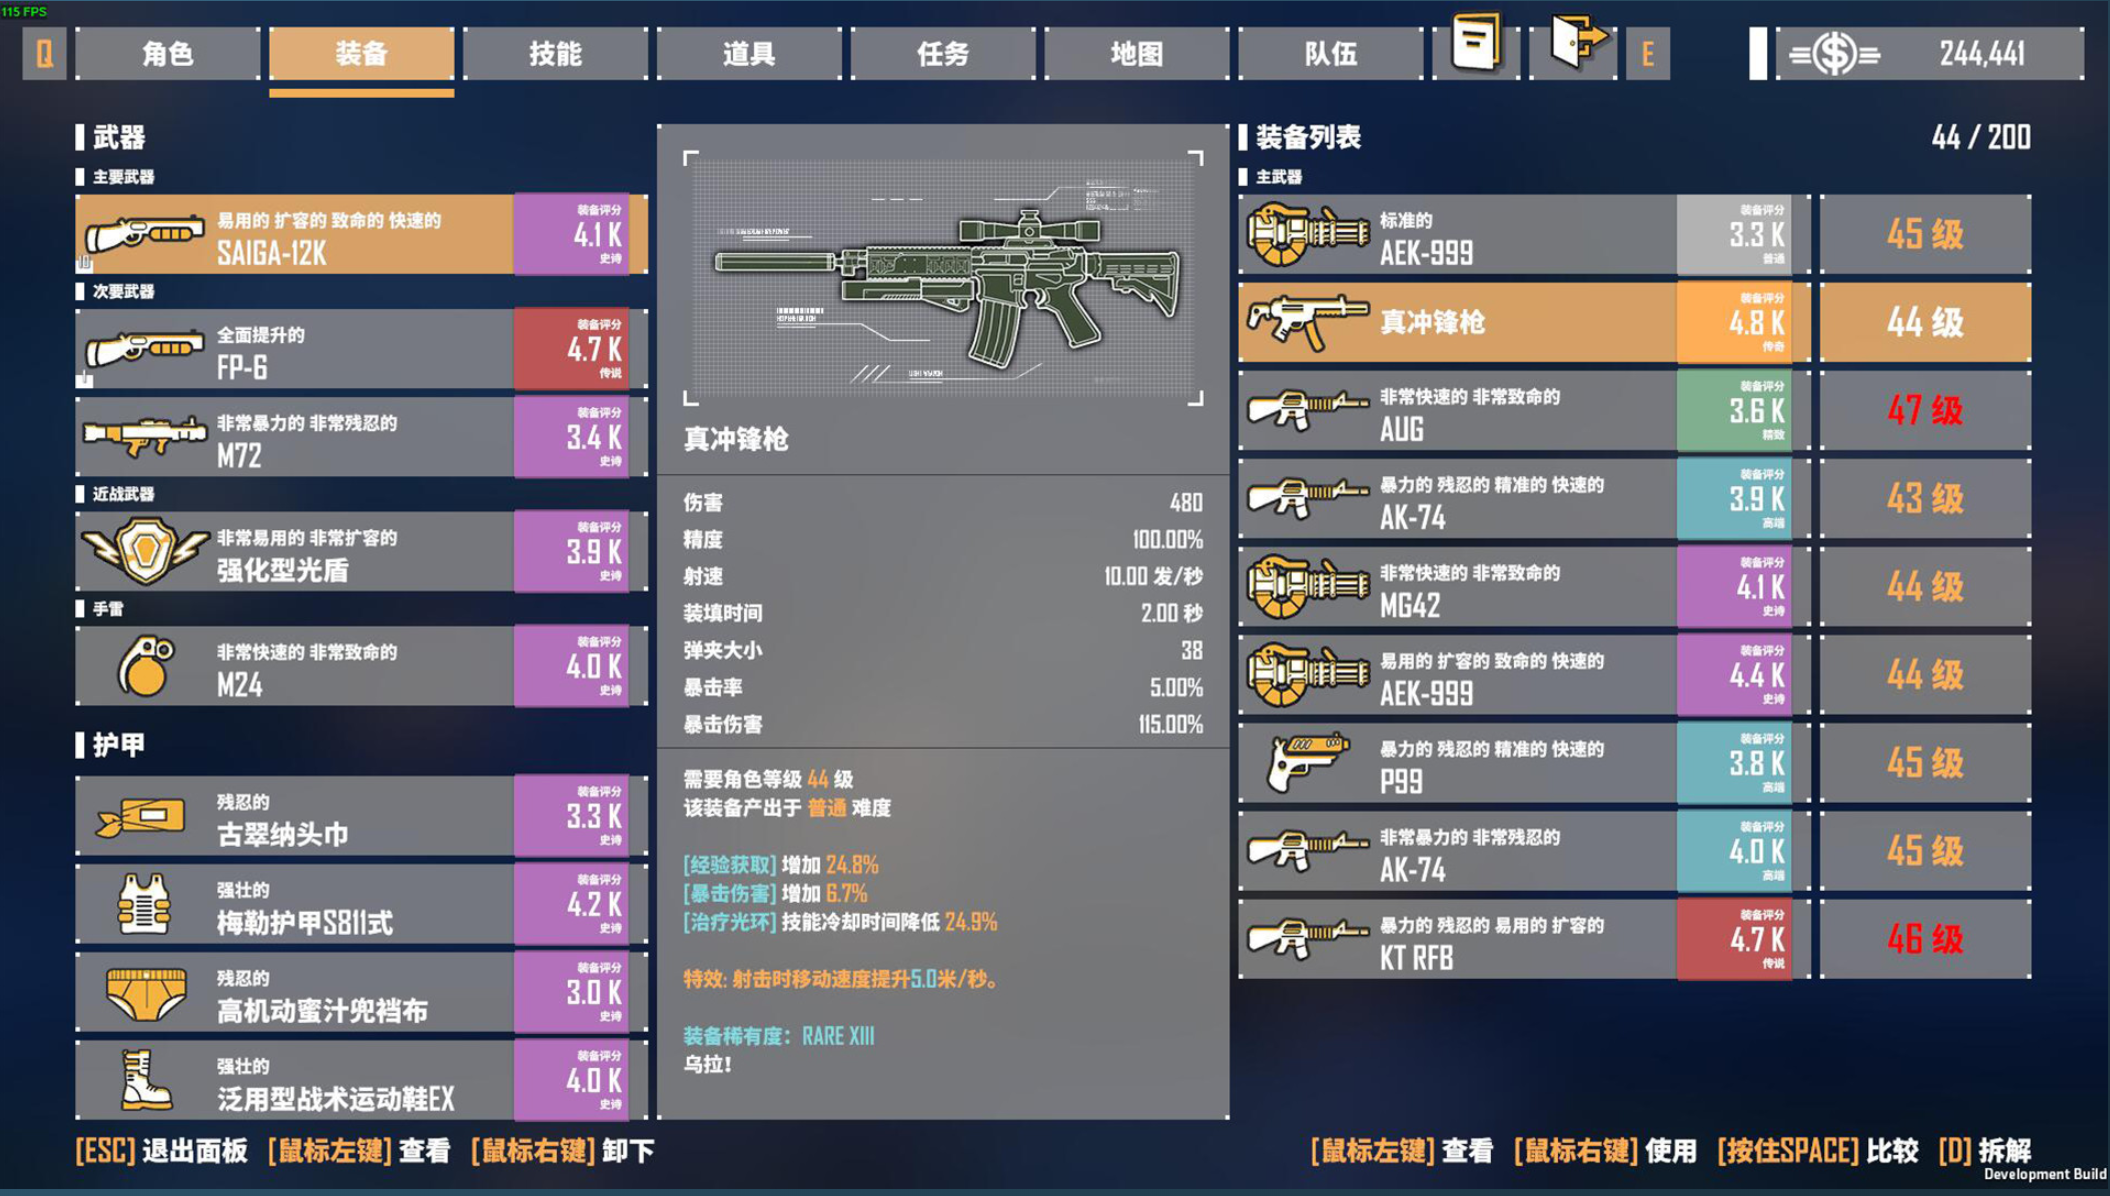 115 FPS
Q
角色
装备
技能
道具
任务
地图
队伍
E
244,441
武器
主要武器
易用的 扩容的 致命的 快速的
SAIGA-12K
装备评分
4.1 K
史诗
10
次要武器
全面提升的
FP-6
装备评分
4.7 K
传说
非常暴力的 非常残忍的
M72
装备评分
3.4 K
史诗
近战武器
非常易用的 非常扩容的
强化型光盾
装备评分
3.9 K
史诗
手雷
非常快速的 非常致命的
M24
装备评分
4.0 K
史诗
护甲
残忍的
古翠纳头巾
装备评分
3.3 K
史诗
强壮的
梅勒护甲S811式
装备评分
4.2 K
史诗
残忍的
高机动蜜汁兜裆布
装备评分
3.0 K
史诗
强壮的
泛用型战术运动鞋EX
装备评分
4.0 K
史诗
真冲锋枪
伤害 480
精度 100.00%
射速 10.00 发/秒
装填时间 2.00 秒
弹夹大小 38
暴击率 5.00%
暴击伤害 115.00%
需要角色等级 44 级
该装备产出于 普通 难度
[经验获取] 增加 24.8%
[暴击伤害] 增加 6.7%
[治疗光环] 技能冷却时间降低 24.9%
特效: 射击时移动速度提升5.0米/秒。
装备稀有度：RARE XIII
乌拉!
装备列表
44 / 200
主武器
标准的
AEK-999
装备评分
3.3 K
普通
45 级
真冲锋枪
装备评分
4.8 K
传奇
44 级
非常快速的 非常致命的
AUG
装备评分
3.6 K
精致
47 级
暴力的 残忍的 精准的 快速的
AK-74
装备评分
3.9 K
高端
43 级
非常快速的 非常致命的
MG42
装备评分
4.1 K
史诗
44 级
易用的 扩容的 致命的 快速的
AEK-999
装备评分
4.4 K
史诗
44 级
暴力的 残忍的 精准的 快速的
P99
装备评分
3.8 K
高端
45 级
非常暴力的 非常残忍的
AK-74
装备评分
4.0 K
高端
45 级
暴力的 残忍的 易用的 扩容的
KT RFB
装备评分
4.7 K
传说
46 级
[ESC] 退出面板 [鼠标左键] 查看 [鼠标右键] 卸下
[鼠标左键] 查看 [鼠标右键] 使用 [按住SPACE] 比较 [D] 拆解
Development Build